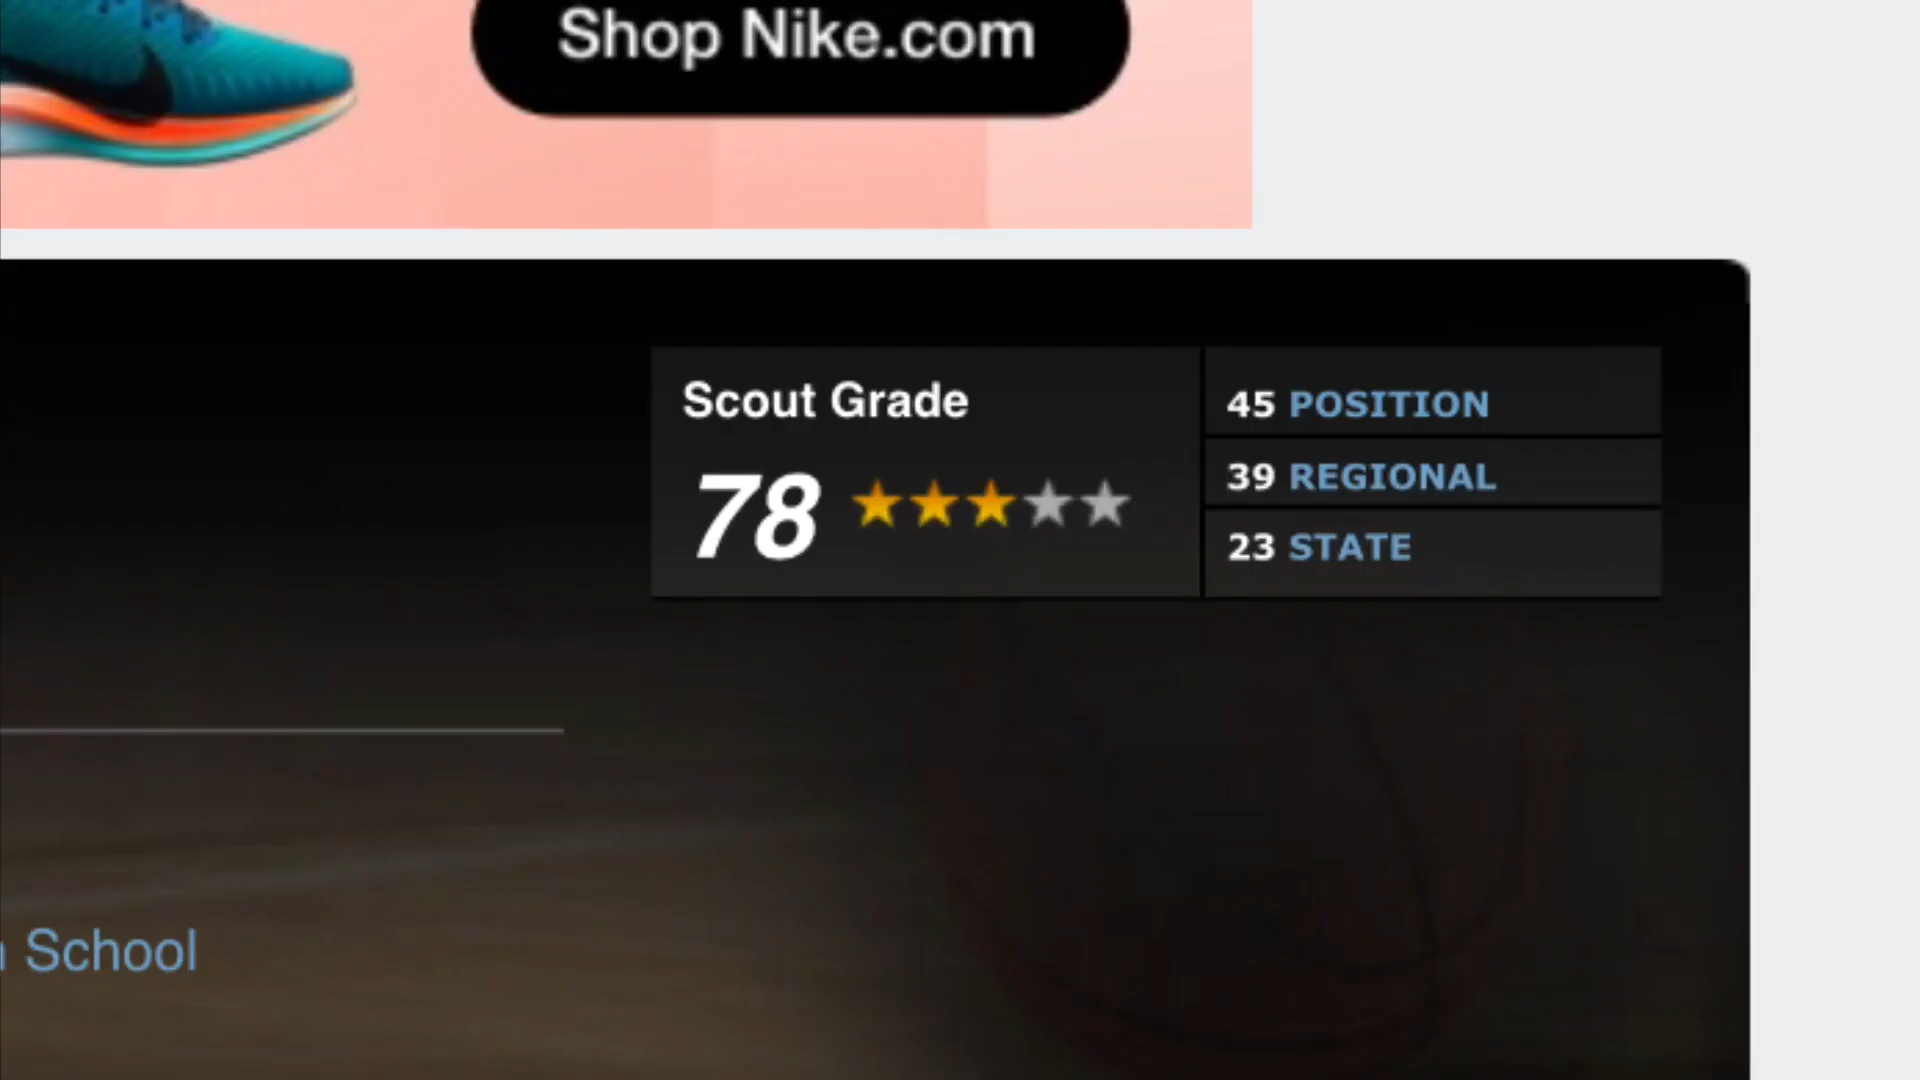 Shop Nike.com
Scout Grade
78
45 POSITION
39 REGIONAL
23 STATE
School